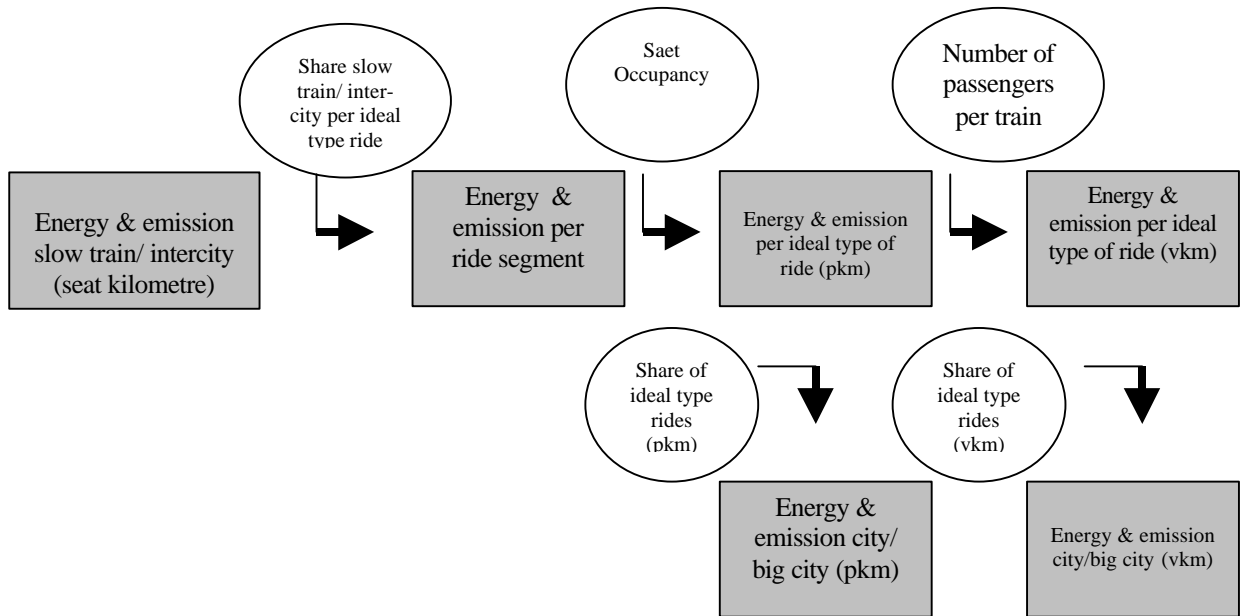 Share slow
train/ inter-
city per ideal
type ride
Saet
Occupancy
Number of
passengers
per train
Energy & emission
slow train/ intercity
(seat kilometre)
Energy &
emission per
ride segment
Energy & emission
per ideal type of
ride (pkm)
Energy &
emission per ideal
type of ride (vkm)
Share of
ideal type
rides
(pkm)
Share of
ideal type
rides
(vkm)
Energy &
emission city/
big city (pkm)
Energy & emission
city/big city (vkm)